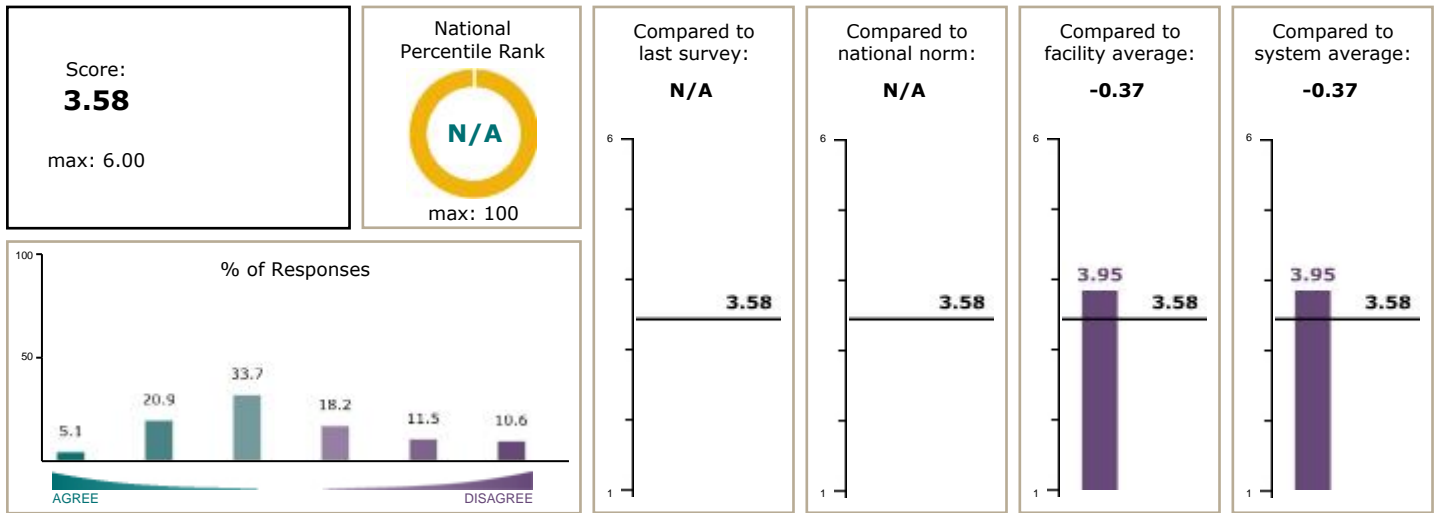 Score:
3.58
max: 6.00
National
Percentile Rank
N/A
max: 100
% of Responses
100
50
5.1
20.9
33.7
18.2
11.5
10.6
AGREE
DISAGREE
Compared to
last survey:
N/A
6
3.58
1
Compared to
national norm:
N/A
6
3.58
1
Compared to
facility average:
-0.37
6
3.95
3.58
1
Compared to
system average:
-0.37
6
3.95
3.58
1